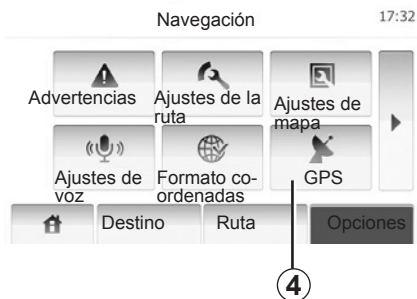 Navegación
17:32
Advertencias
Ajustes de la
ruta
Ajustes de
mapa
Ajustes de
voz
Formato co-
ordenadas
GPS
Destino
Ruta
Opciones
4